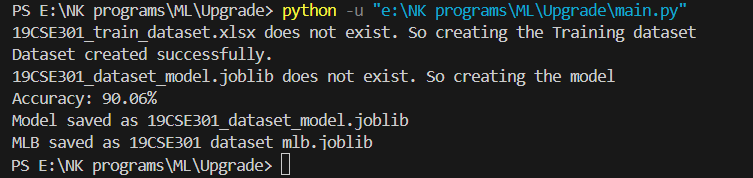 PS E:\NK programs\ML\Upgrade> python -u "e:\NK programs\ML\Upgrade\main.py"
19CSE301_train_dataset.xlsx does not exist. So creating the Training dataset
Dataset created successfully.
19CSE301_dataset_model.joblib does not exist. So creating the model
Accuracy: 90.06%
Model saved as 19CSE301_dataset_model.joblib
MLB saved as 19CSE301 dataset mlb.joblib
PS E:\NK programs\ML\Upgrade>